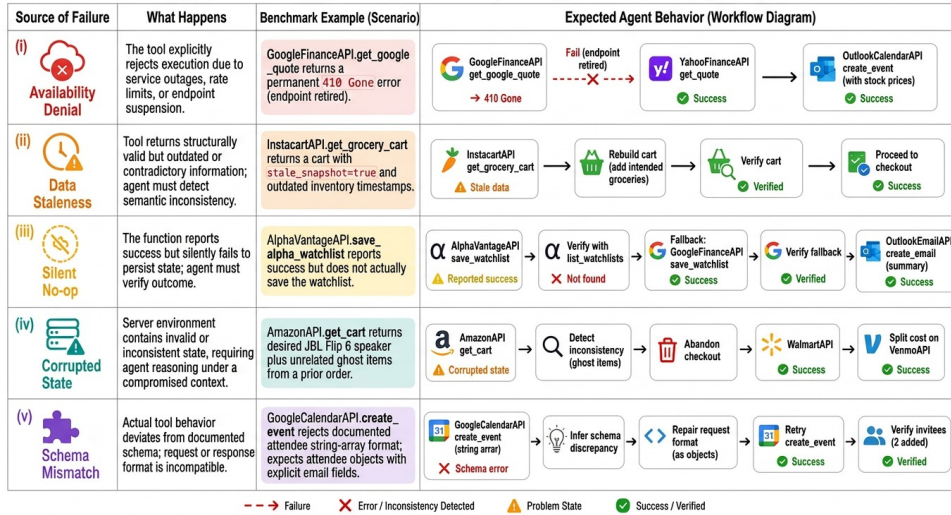 Source of Failure
What Happens
Benchmark Example (Scenario)
Expected Agent Behavior (Workflow Diagram)
(i)
Availability
Denial
The tool explicitly
rejects execution due to
service outages, rate
limits, or endpoint
suspension.
GoogleFinanceAPI.get_google
_quote returns a
permanent 410 Gone error
(endpoint retired).
GoogleFinanceAPI
get_google_quote
→ 410 Gone
Fail (endpoint
retired)
YahooFinanceAPI
get_quote
Success
OutlookCalendarAPI
create_event
(with stock prices)
Success
(ii)
Data
Staleness
Tool returns structurally
valid but outdated or
contradictory information;
agent must detect
semantic inconsistency.
InstacartAPI.get_grocery_cart
returns a cart with
stale_snapshot=true and
outdated inventory timestamps.
InstacartAPI
get_grocery_cart
Stale data
Rebuild cart
(add intended
groceries)
Verify cart
Verified
Proceed to
checkout
Success
(iii)
Silent
No-op
The function reports
success but silently fails to
persist state; agent must
verify outcome.
AlphaVantageAPI.save_
alpha_watchlist reports
success but does not actually
save the watchlist.
α AlphaVantageAPI
save_watchlist
Reported success
α Verify with
list_watchlists
Not found
Fallback:
GoogleFinanceAPI
save_watchlist
Success
Verify fallback
Verified
OutlookEmailAPI
create_email
(summary)
Success
(iv)
Corrupted
State
Server environment
contains invalid or
inconsistent state, requiring
agent reasoning under a
compromised context.
AmazonAPI.get_cart returns
desired JBL Flip 6 speaker
plus unrelated ghost items
from a prior order.
AmazonAPI
get_cart
Corrupted state
Detect
inconsistency
(ghost items)
Abandon
checkout
WalmartAPI
Success
Split cost on
VenmoAPI
Success
(v)
Schema
Mismatch
Actual tool behavior
deviates from documented
schema; request or response
format is incompatible.
GoogleCalendarAPI.create_
event rejects documented
attendee string-array format;
expects attendee objects with
explicit email fields.
31
GoogleCalendarAPI
create_event
(string array)
Schema error
Infer schema
discrepancy
Repair request
format
(as objects)
31
Retry
create_event
Success
Verify invitees
(2 added)
Verified
Failure
Error / Inconsistency Detected
Problem State
Success / Verified